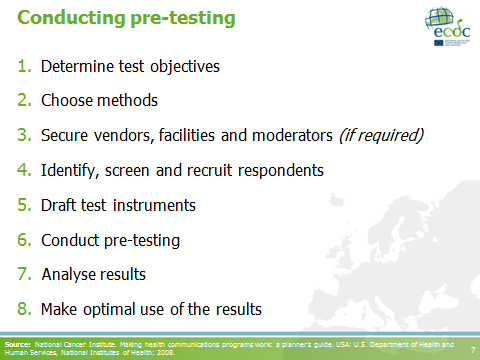 Conducting pre-testing
ecdc
1. Determine test objectives
2. Choose methods
3. Secure vendors, facilities and moderators (if required)
4. Identify, screen and recruit respondents
5. Draft test instruments
6. Conduct pre-testing
7. Analyse results
8. Make optimal use of the results
Source: National Cancer Institute. Making health communications programs work: a planner's guide. USA: U.S. Department of Health and
Human Services, National Institutes of Health; 2008.
7